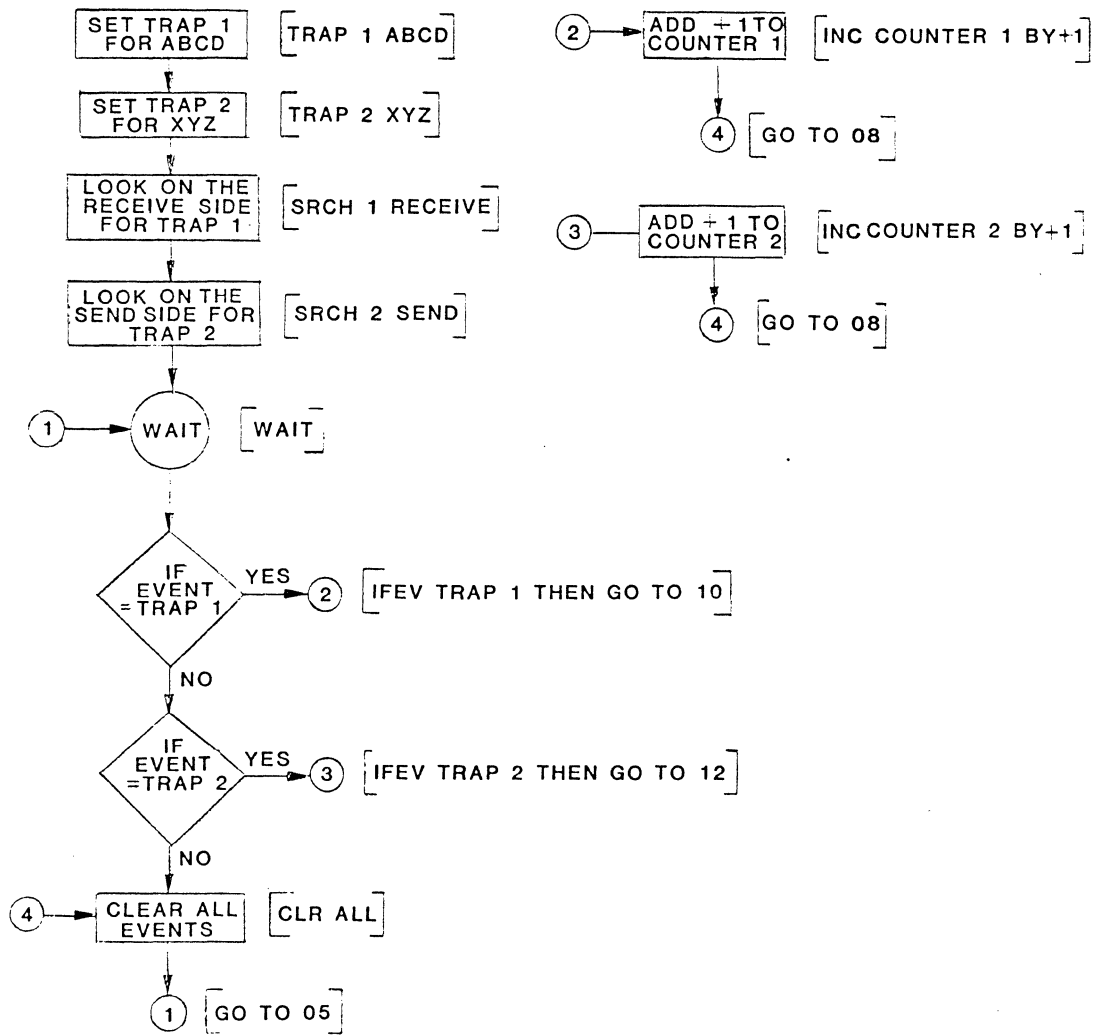 SET TRAP 1
FOR ABCD
[TRAP 1 ABCD]
SET TRAP 2
FOR XYZ
[TRAP 2 XYZ]
LOOK ON THE
RECEIVE SIDE
FOR TRAP 1
[SRCH 1 RECEIVE]
LOOK ON THE
SEND SIDE FOR
TRAP 2
[SRCH 2 SEND]
1
WAIT
[WAIT]
IF
EVENT
=TRAP 1
YES
2
[IFEV TRAP 1 THEN GO TO 10]
NO
IF
EVENT
=TRAP 2
YES
3
[IFEV TRAP 2 THEN GO TO 12]
NO
4
CLEAR ALL
EVENTS
[CLR ALL]
1
[GO TO 05]
2
ADD +1 TO
COUNTER 1
[INC COUNTER 1 BY+1]
4
[GO TO 08]
3
ADD +1 TO
COUNTER 2
[INC COUNTER 2 BY+1]
4
[GO TO 08]